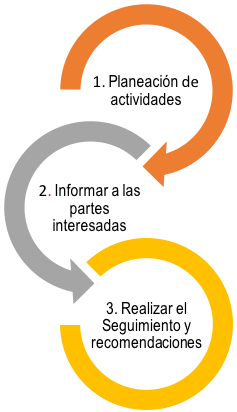 1. Planeación de
actividades
2. Informar a las
partes
interesadas
3. Realizar el
Seguimiento y
recomendaciones